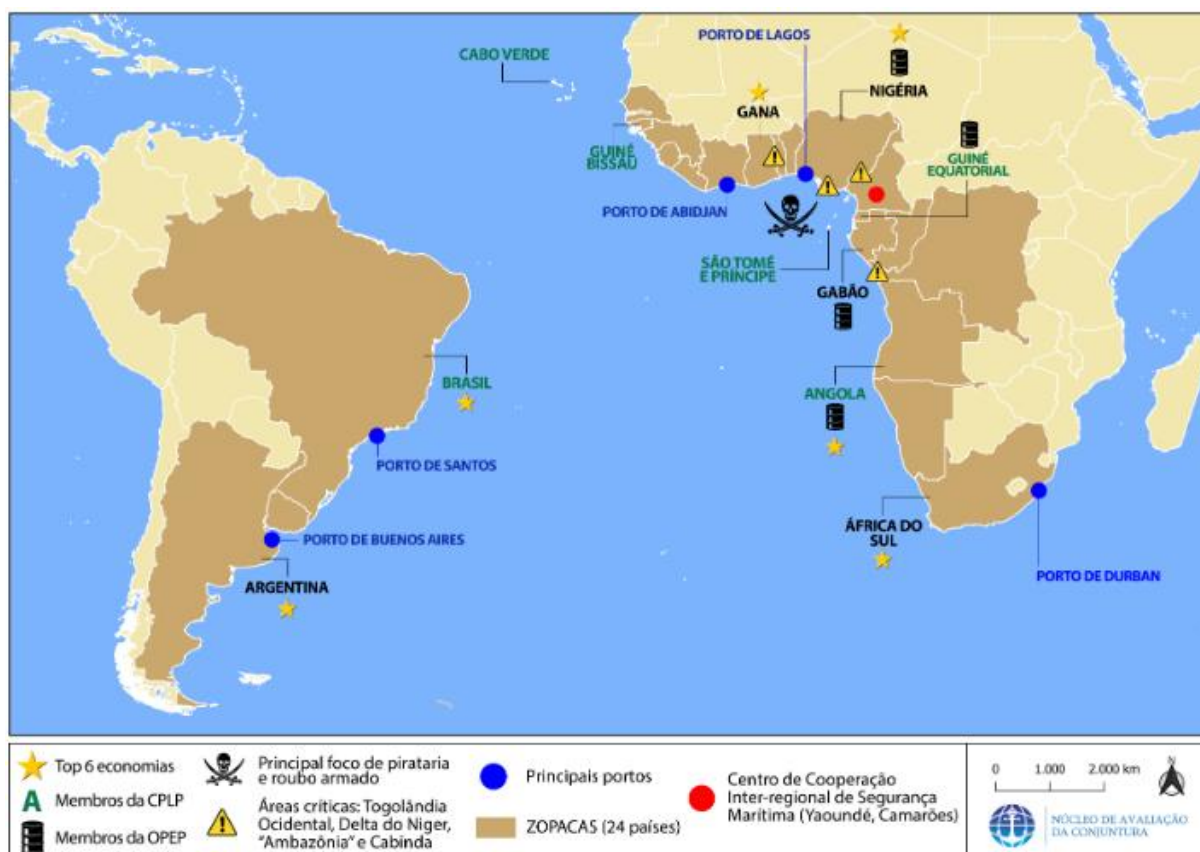 CABO VERDE
PORTO DE LAGOS
NIGÉRIA
GANA
GUINÉ
BISSAU
GUINÉ
EQUATORIAL
PORTO DE ABIDJAN
SÃO TOMÉ
E PRÍNCIPE
GABÃO
BRASIL
ANGOLA
PORTO DE SANTOS
PORTO DE BUENOS AIRES
ÁFRICA DO
SUL
PORTO DE DURBAN
ARGENTINA
Top 6 economias
A Membros da CPLP
Membros da OPEP
Principal foco de pirataria
e roubo armado
Áreas críticas: Togolândia
Ocidental, Delta do Niger,
"Ambazônia" e Cabinda
Principais portos
ZOPACAS (24 países)
Centro de Cooperação
Inter-regional de Segurança
Marítima (Yaoundé, Camarões)
0 1.000 2.000 km
N
NÚCLEO DE AVALIAÇÃO
DA CONJUNTURA